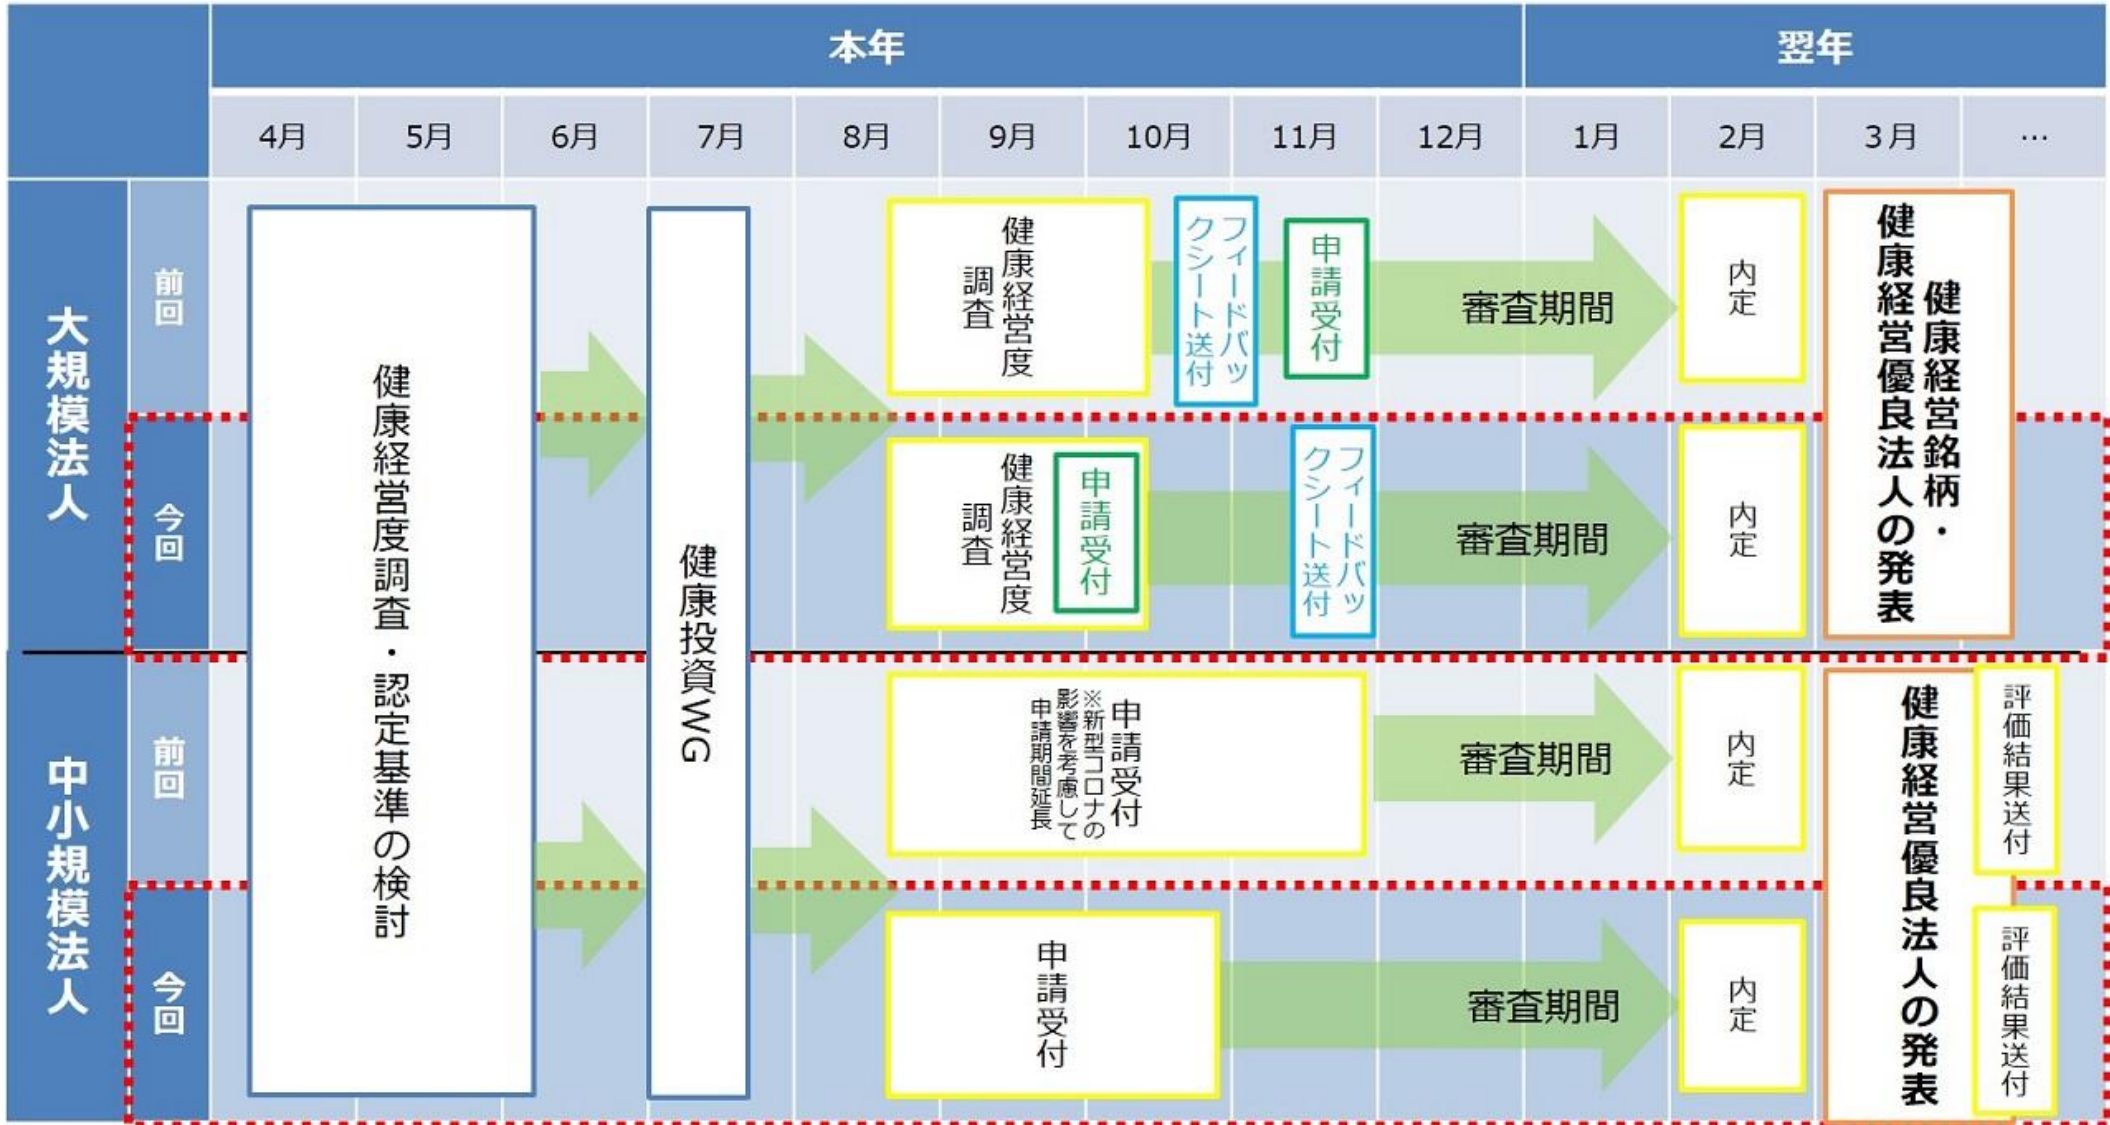 本年
翌年
4月
5月
6月
7月
8月
9月
10月
11月
12月
1月
2月
3月
…
大規模法人
前回
今回
中小規模法人
前回
今回
健康経営度調査・認定基準の検討
健康投資WG
健康経営度
調査
フィードバッ
クシート送付
申請受付
審査期間
内定
健康経営銘柄・
健康経営優良法人の発表
健康経営度
調査
申請受付
フィードバッ
クシート送付
審査期間
内定
申請受付
※新型コロナの
影響を考慮して
申請期間延長
審査期間
内定
健康経営優良法人の発表
評価結果送付
申請受付
審査期間
内定
評価結果送付